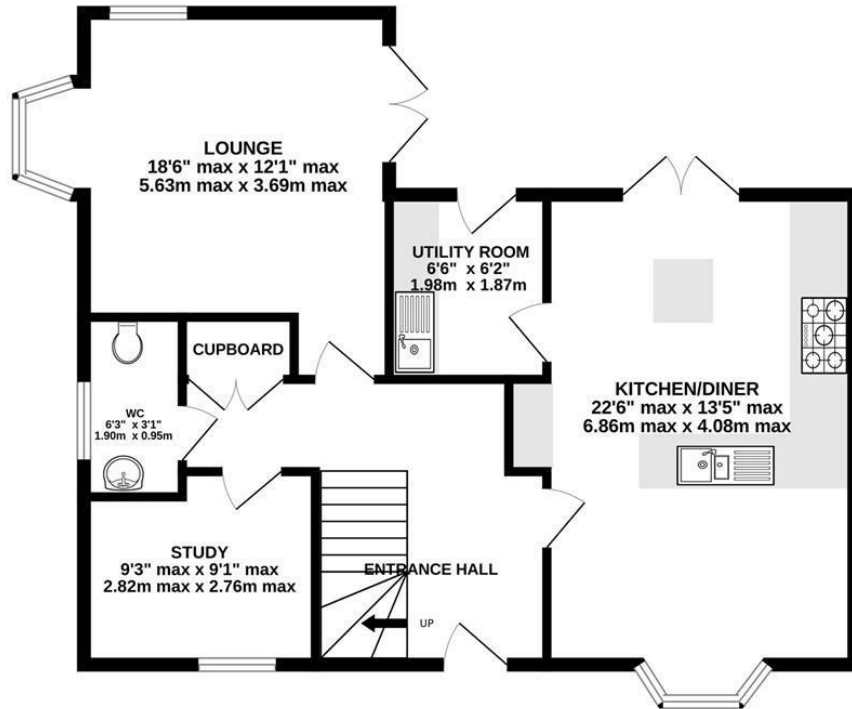 LOUNGE
18'6" max x 12'1" max
5.63m max x 3.69m max
UTILITY ROOM
6'6" x 6'2"
1.98m x 1.87m
CUPBOARD
WC
6'3" x 3'1"
1.90m x 0.95m
KITCHEN/DINER
22'6" max x 13'5" max
6.86m max x 4.08m max
STUDY
9'3" max x 9'1" max
2.82m max x 2.76m max
ENTRANCE HALL
UP